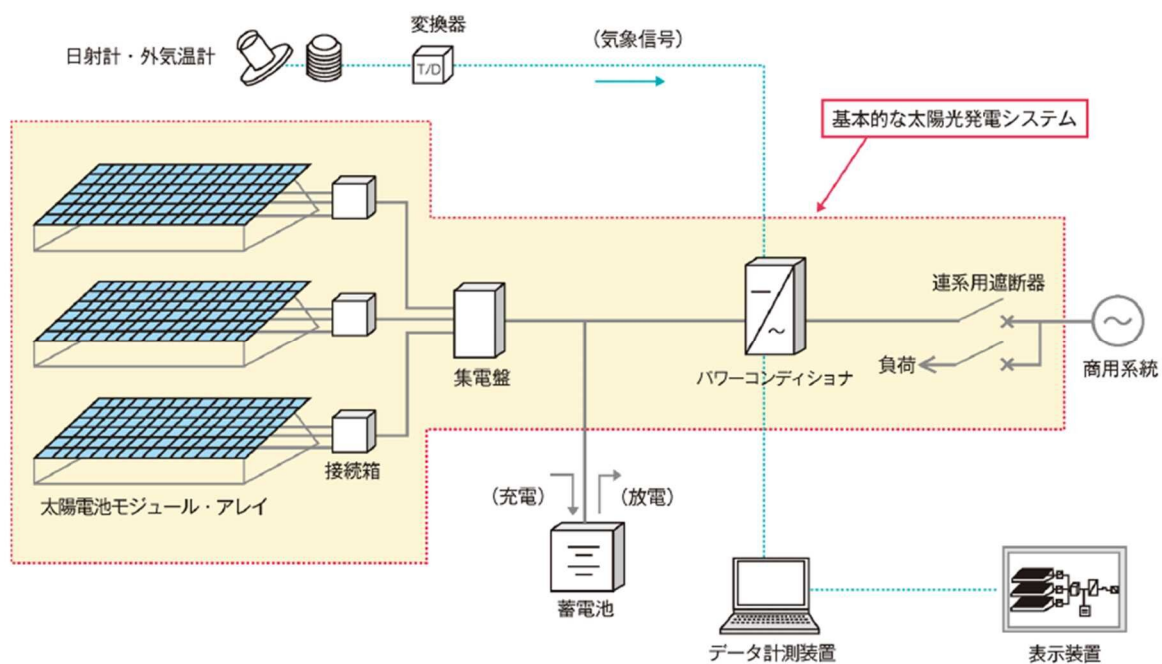 変換器
日射計・外気温計
T/D
（気象信号）
基本的な太陽光発電システム
連系用遮断器
集電盤
パワーコンディショナ
負荷
商用系統
接続箱
太陽電池モジュール・アレイ
（充電）
（放電）
蓄電池
データ計測装置
表示装置